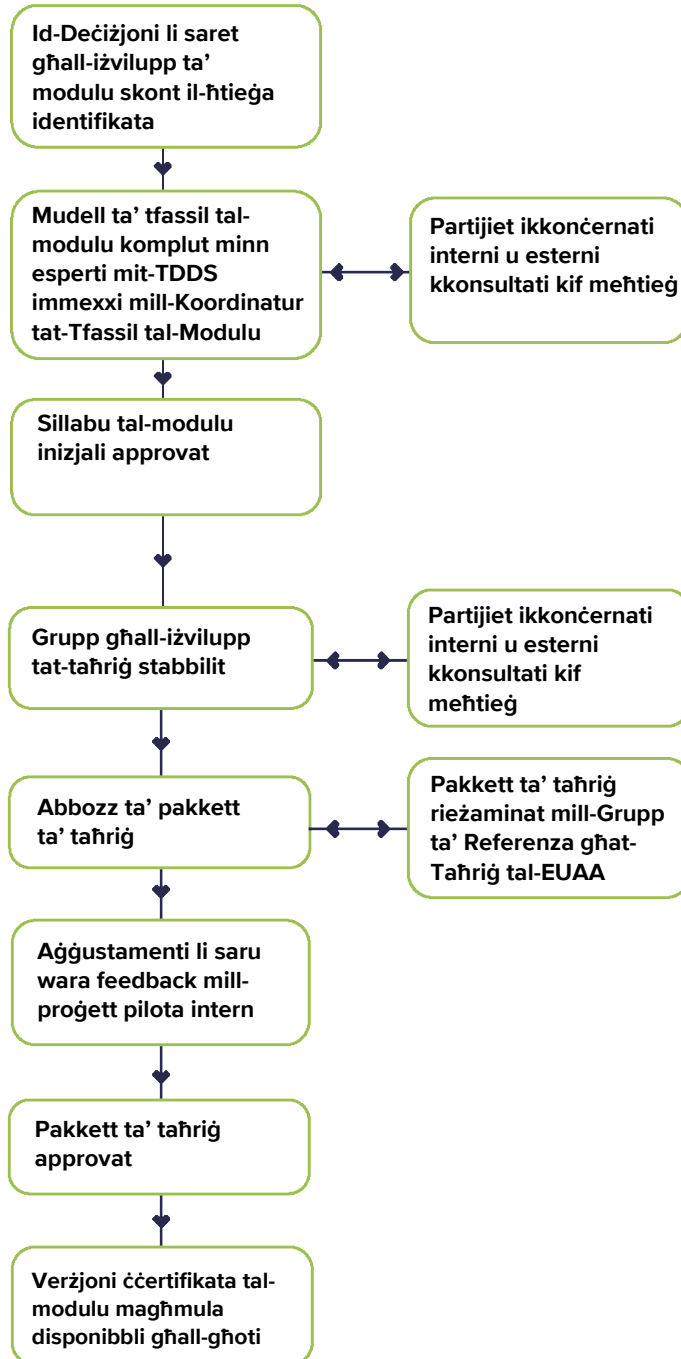 Id-Deċiżjoni li saret
għall-iżvilupp ta’
modulu skont il-ħtieġa
identifikata
Mudell ta’ tfassil tal-
modulu komplut minn
esperti mit-TDDS
immexxi mill-Koordinatur
tat-Tfassil tal-Modulu
Partijiet ikkonċernati
interni u esterni
kkonsultati kif meħtieġ
Sillabu tal-modulu
inizjali approvat
Grupp għall-iżvilupp
tat-taħriġ stabbilit
Partijiet ikkonċernati
interni u esterni
kkonsultati kif
meħtieġ
Abbozz ta’ pakkett
ta’ taħriġ
Pakkett ta’ taħriġ
rieżaminat mill-Grupp
ta’ Referenza għat-
Taħriġ tal-EUAA
Aġġustamenti li saru
wara feedback mill-
proġett pilota intern
Pakkett ta’ taħriġ
approvat
Verżjoni ċċertifikata tal-
modulu magħmula
disponibbli għall-għoti